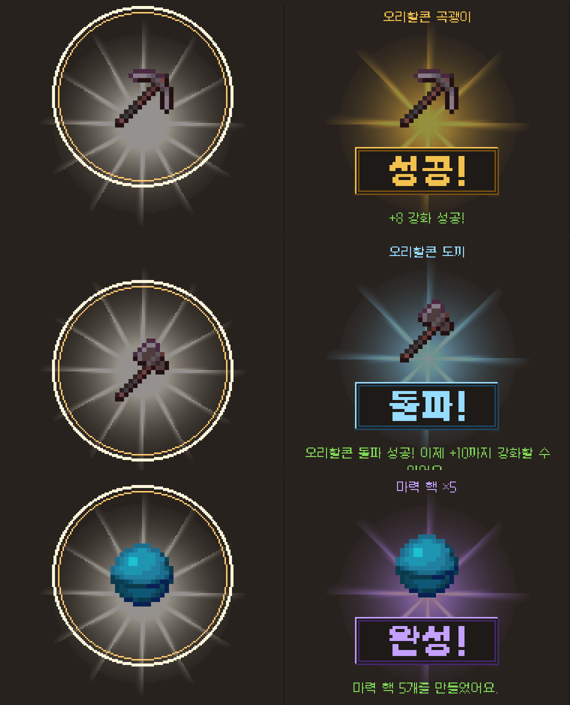 오리할콘 곡괭이
성공!
+8 강화 성공!
오리할콘 도끼
돌파!
오리할콘 돌파 성공! 이제 +10까지 강화할 수
마력 핵 ×5
완성!
마력 핵 5개를 만들었어요.